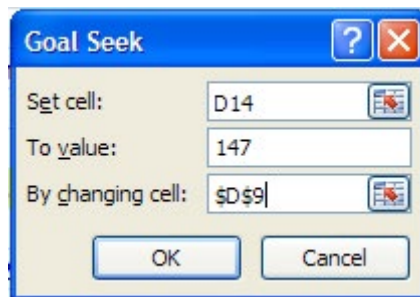 Goal Seek
Set cell: D14
To value: 147
By changing cell: $D$9
OK Cancel